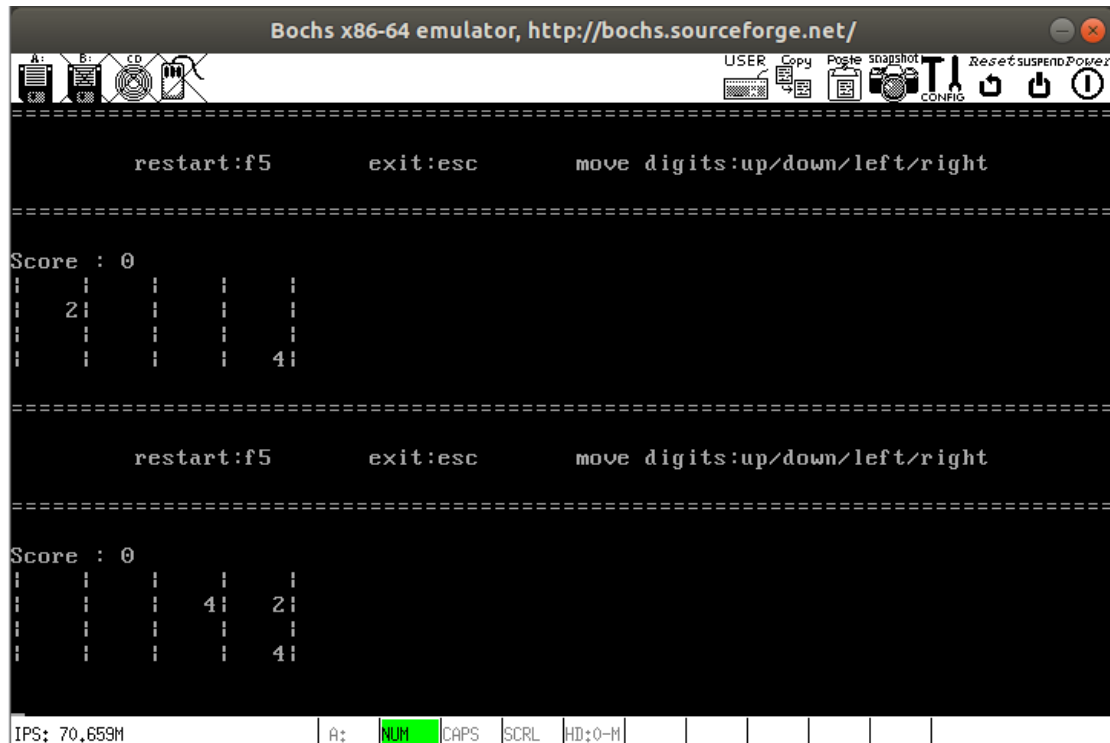 Bochs x86-64 emulator, http://bochs.sourceforge.net/
A: B: CD USER Copy Paste snapshot CONFIG Reset SUSPEND Power
================================================================================
restart:f5 exit:esc move digits:up/down/left/right
================================================================================
Score : 0
| | | | |
| 2| | | |
| | | | |
| | | | 4|
================================================================================
restart:f5 exit:esc move digits:up/down/left/right
================================================================================
Score : 0
| | | | |
| | | 4| 2|
| | | | |
| | | | 4|
IPS: 70.659M A: NUM CAPS SCRL HD:0-M